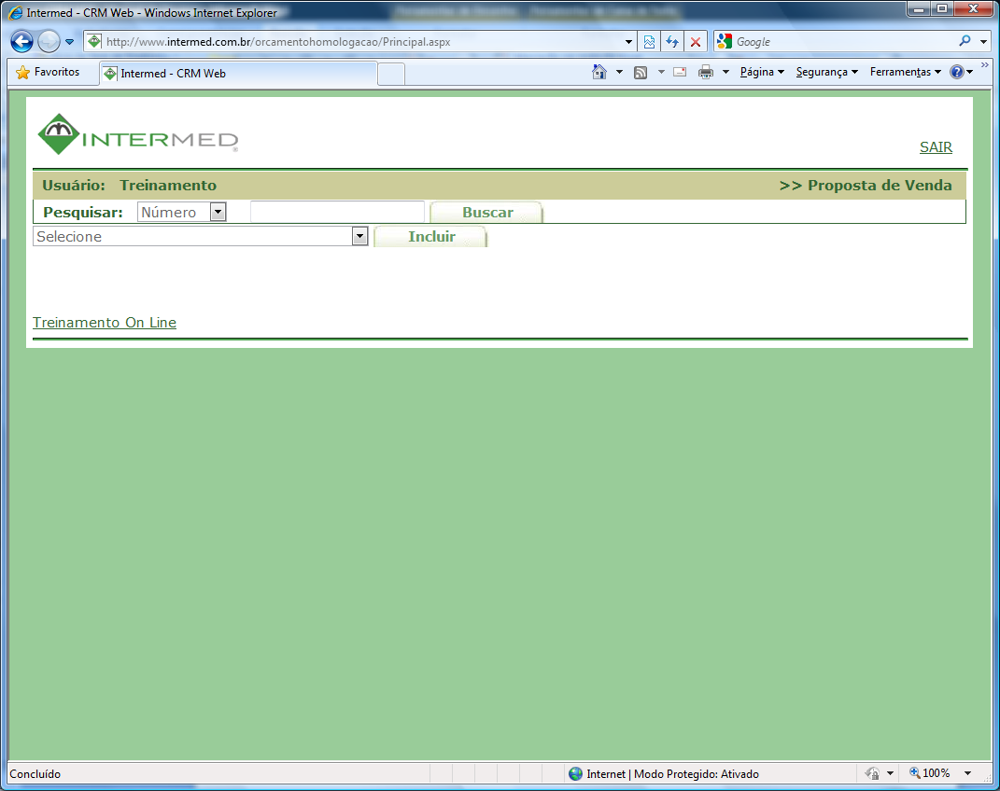 Intermed - CRM Web - Windows Internet Explorer
http://www.intermed.com.br/orcamentohomologacao/Principal.aspx
Google
Favoritos
Intermed - CRM Web
Página
Segurança
Ferramentas
INTERMED®
SAIR
Usuário: Treinamento
>> Proposta de Venda
Pesquisar: Número
Buscar
Selecione
Incluir
Treinamento On Line
Concluído
Internet | Modo Protegido: Ativado
100%